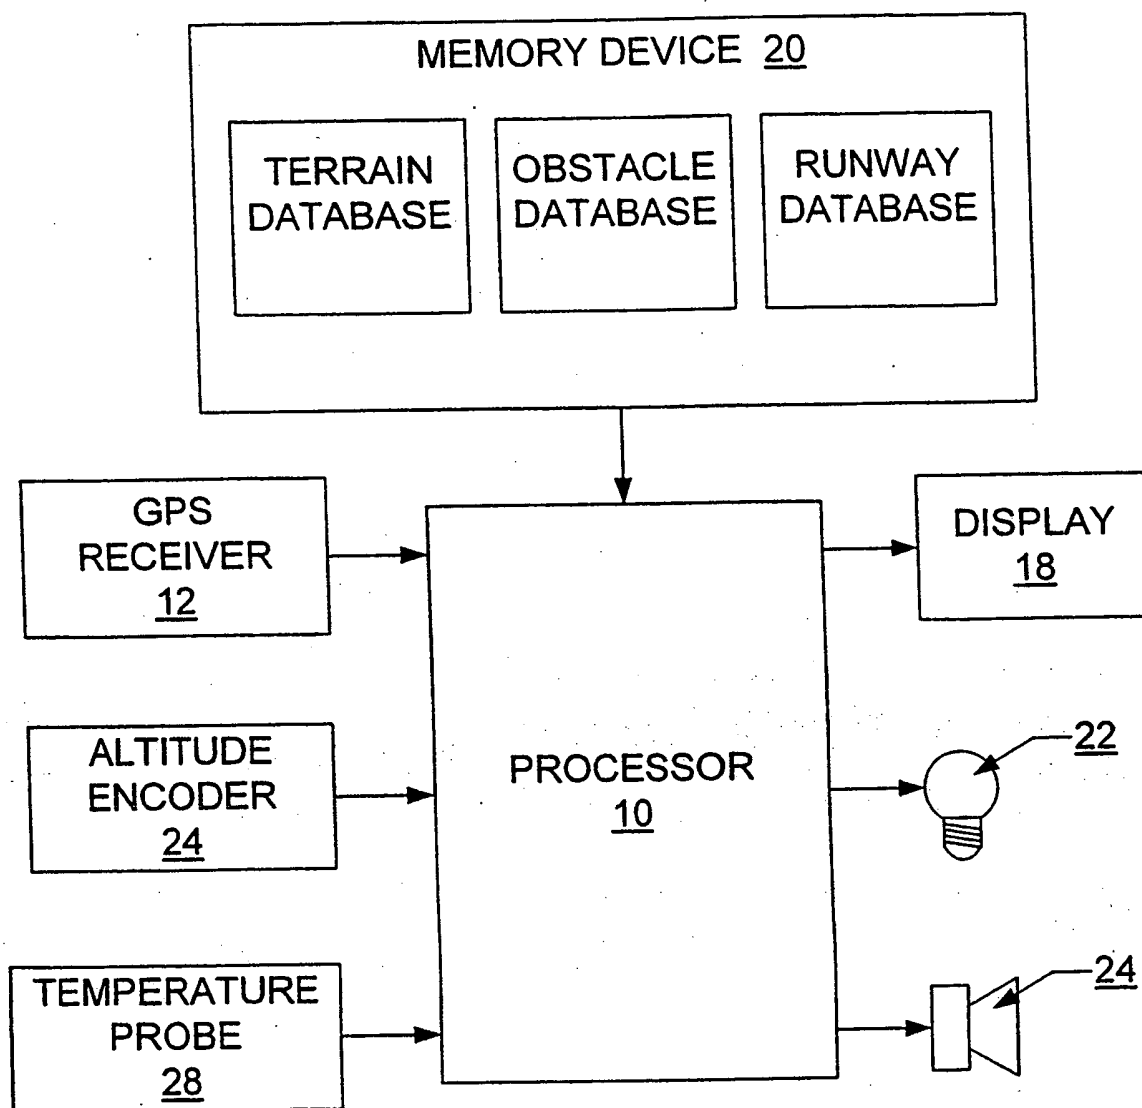 MEMORY DEVICE 20
TERRAIN
DATABASE
OBSTACLE
DATABASE
RUNWAY
DATABASE
GPS
RECEIVER
12
DISPLAY
18
ALTITUDE
ENCODER
24
PROCESSOR
10
22
TEMPERATURE
PROBE
28
24